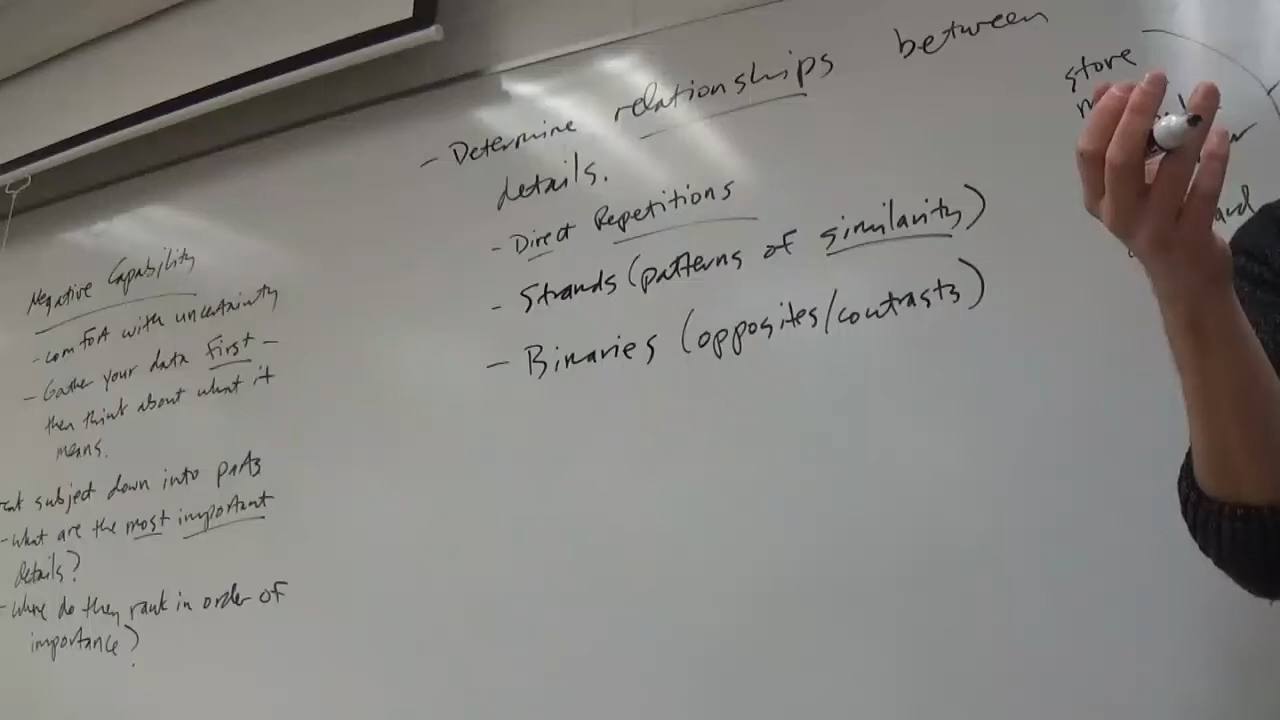 Negative Capability
- comfort with uncertainty
- Gather your data first -
then think about what it
means.
subject down into parts
- What are the most important
details?
- Where do they rank in order of
importance?
- Determine relationships between
details.
- Direct Repetitions
- Strands (patterns of similarity)
- Binaries (opposites/contrasts)
store